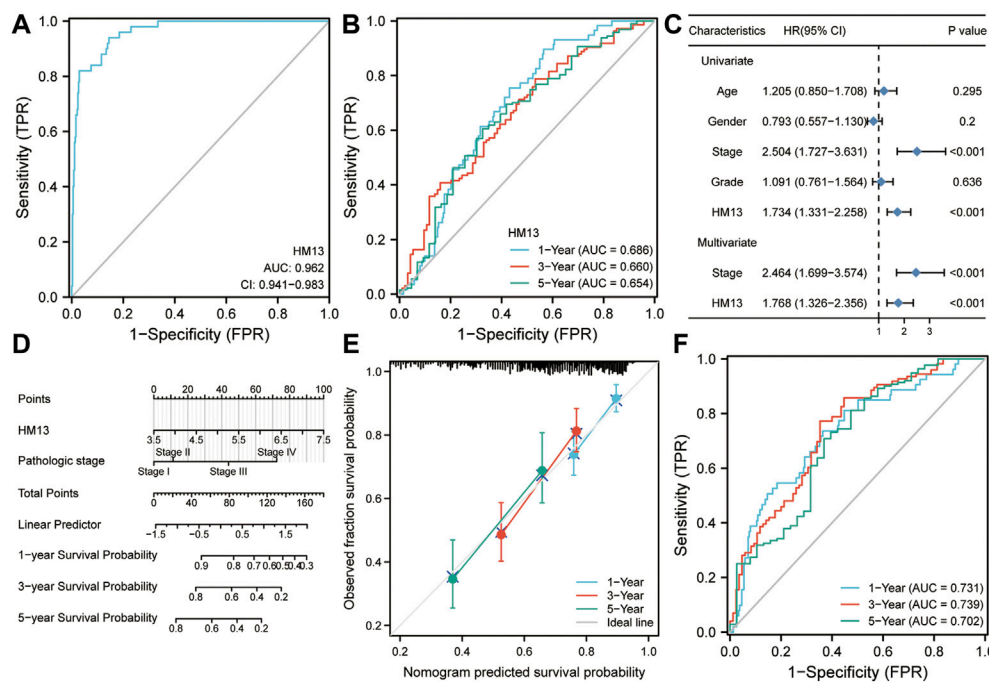 A
Sensitivity (TPR)
1.0
0.8
0.6
0.4
0.2
0.0
HM13
AUC: 0.962
CI: 0.941−0.983
0.0 0.2 0.4 0.6 0.8 1.0
1−Specificity (FPR)
B
Sensitivity (TPR)
1.0
0.8
0.6
0.4
0.2
0.0
HM13
1−Year (AUC = 0.686)
3−Year (AUC = 0.660)
5−Year (AUC = 0.654)
0.0 0.2 0.4 0.6 0.8 1.0
1−Specificity (FPR)
C
Characteristics HR(95% CI) P value
Univariate
Age 1.205 (0.850−1.708) 0.295
Gender 0.793 (0.557−1.130) 0.2
Stage 2.504 (1.727−3.631) <0.001
Grade 1.091 (0.761−1.564) 0.636
HM13 1.734 (1.331−2.258) <0.001
Multivariate
Stage 2.464 (1.699−3.574) <0.001
HM13 1.768 (1.326−2.356) <0.001
1 2 3
D
0 20 40 60 80 100
Points
HM13
3.5 4.5 5.5 6.5 7.5
Stage II Stage IV
Pathologic stage
Stage I Stage III
Total Points
0 40 60 80 120 160
Linear Predictor
−1.5 −0.5 0.5 1.5
1−year Survival Probability
0.9 0.8 0.7 0.6 0.5 0.4 0.3
3−year Survival Probability
0.8 0.6 0.4 0.2
5−year Survival Probability
0.8 0.6 0.4 0.2
E
Observed fraction survival probability
1.0
0.8
0.6
0.4
0.2
1−Year
3−Year
5−Year
Ideal line
0.2 0.4 0.6 0.8 1.0
Nomogram predicted survival probability
F
Sensitivity (TPR)
1.0
0.8
0.6
0.4
0.2
0.0
1−Year (AUC = 0.731)
3−Year (AUC = 0.739)
5−Year (AUC = 0.702)
0.0 0.2 0.4 0.6 0.8 1.0
1−Specificity (FPR)